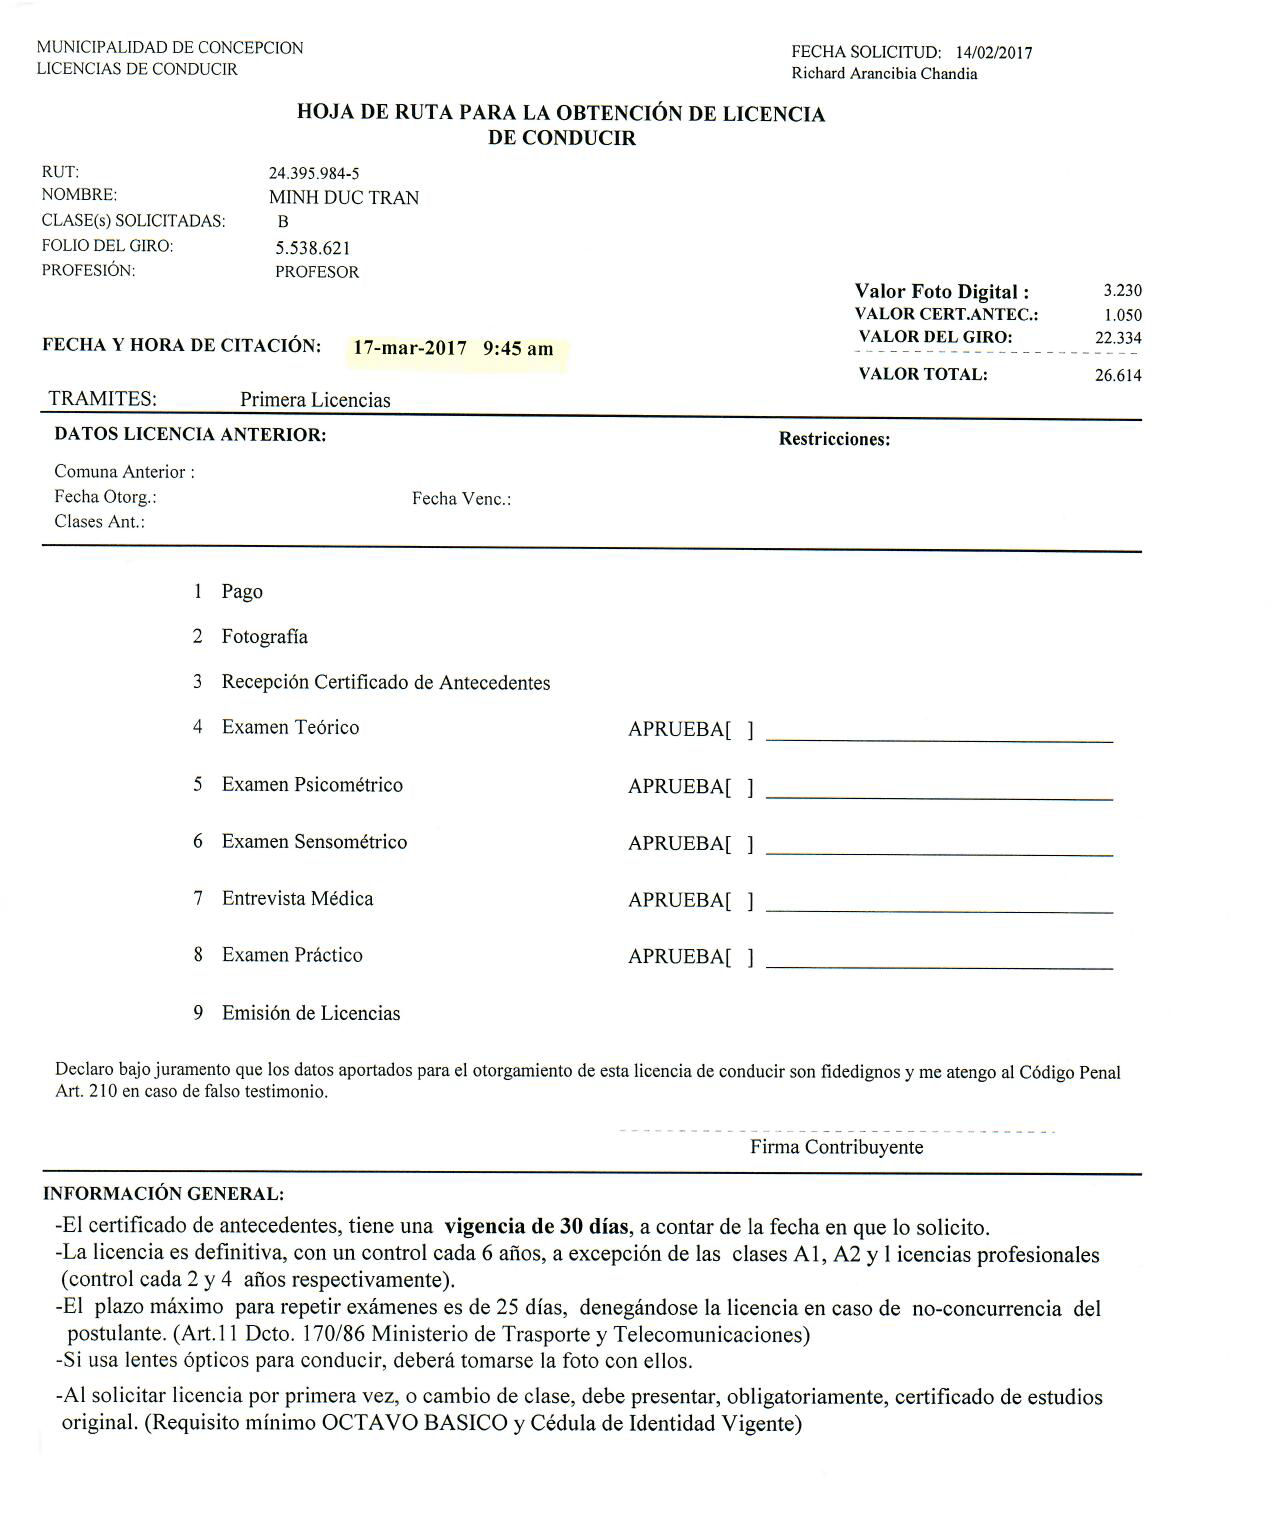 MUNICIPALIDAD DE CONCEPCION
LICENCIAS DE CONDUCIR
FECHA SOLICITUD: 14/02/2017
Richard Arancibia Chandia
HOJA DE RUTA PARA LA OBTENCIÓN DE LICENCIA
DE CONDUCIR
RUT: 24.395.984-5
NOMBRE: MINH DUC TRAN
CLASE(s) SOLICITADAS: B
FOLIO DEL GIRO: 5.538.621
PROFESIÓN: PROFESOR
Valor Foto Digital : 3.230
VALOR CERT.ANTEC.: 1.050
VALOR DEL GIRO: 22.334
VALOR TOTAL: 26.614
FECHA Y HORA DE CITACIÓN: 17-mar-2017 9:45 am
TRAMITES: Primera Licencias
DATOS LICENCIA ANTERIOR: Restricciones:
Comuna Anterior :
Fecha Otorg.: Fecha Venc.:
Clases Ant.:
1 Pago
2 Fotografía
3 Recepción Certificado de Antecedentes
4 Examen Teórico APRUEBA[ ]
5 Examen Psicométrico APRUEBA[ ]
6 Examen Sensométrico APRUEBA[ ]
7 Entrevista Médica APRUEBA[ ]
8 Examen Práctico APRUEBA[ ]
9 Emisión de Licencias
Declaro bajo juramento que los datos aportados para el otorgamiento de esta licencia de conducir son fidedignos y me atengo al Código Penal
Art. 210 en caso de falso testimonio.
Firma Contribuyente
INFORMACIÓN GENERAL:
-El certificado de antecedentes, tiene una vigencia de 30 días, a contar de la fecha en que lo solicito.
-La licencia es definitiva, con un control cada 6 años, a excepción de las clases A1, A2 y l icencias profesionales
(control cada 2 y 4 años respectivamente).
-El plazo máximo para repetir exámenes es de 25 días, denegándose la licencia en caso de no-concurrencia del
postulante. (Art.11 Dcto. 170/86 Ministerio de Trasporte y Telecomunicaciones)
-Si usa lentes ópticos para conducir, deberá tomarse la foto con ellos.
-Al solicitar licencia por primera vez, o cambio de clase, debe presentar, obligatoriamente, certificado de estudios
original. (Requisito mínimo OCTAVO BASICO y Cédula de Identidad Vigente)